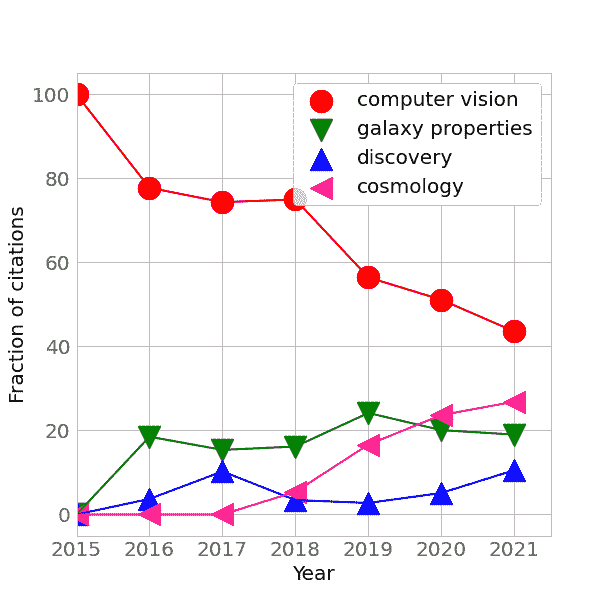 computer vision
galaxy properties
discovery
cosmology
100
80
60
40
20
0
Fraction of citations
2015 2016 2017 2018 2019 2020 2021
Year